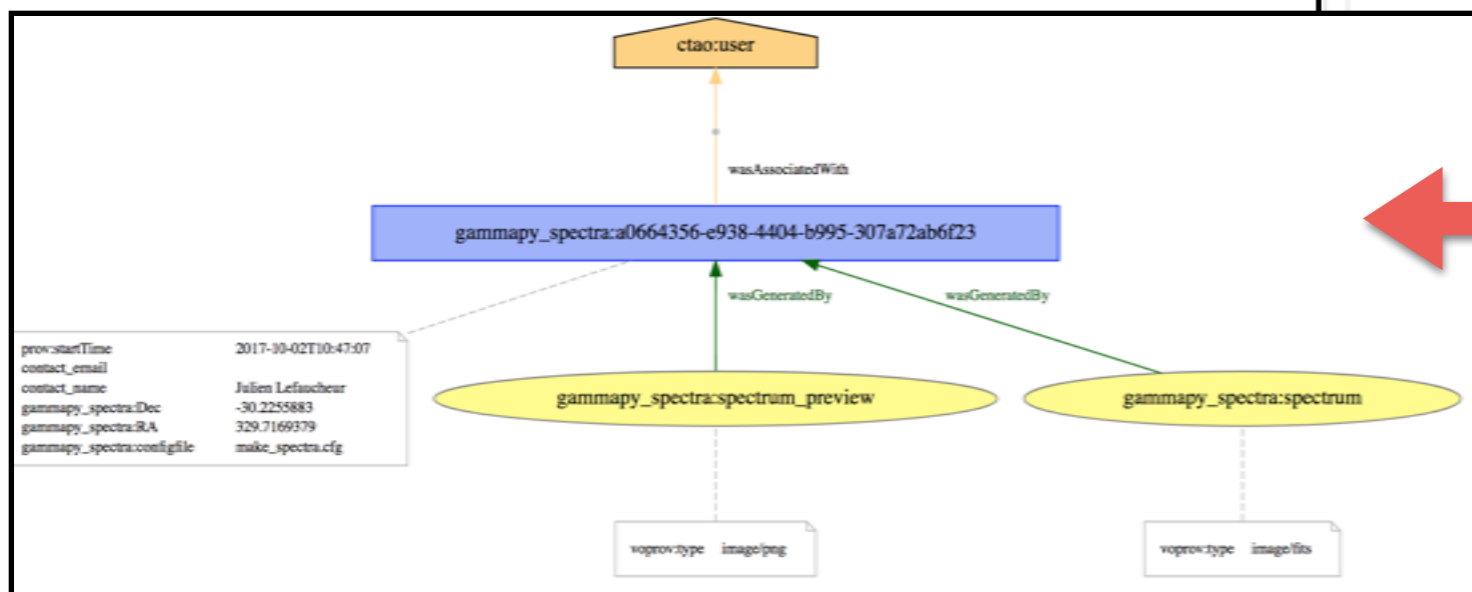 ctao:user
wasAssociatedWith
gammapy_spectra:a0664356-e938-4404-b995-307a72ab6f23
wasGeneratedBy wasGeneratedBy
prov:startTime 2017-10-02T10:47:07
contact_email
contact_name Julien Lefaucheur
gammapy_spectra:Dec -30.2255883
gammapy_spectra:RA 329.7169379
gammapy_spectra:configfile make_spectra.cfg
gammapy_spectra:spectrum_preview gammapy_spectra:spectrum
voprov:type image/png voprov:type image/fits